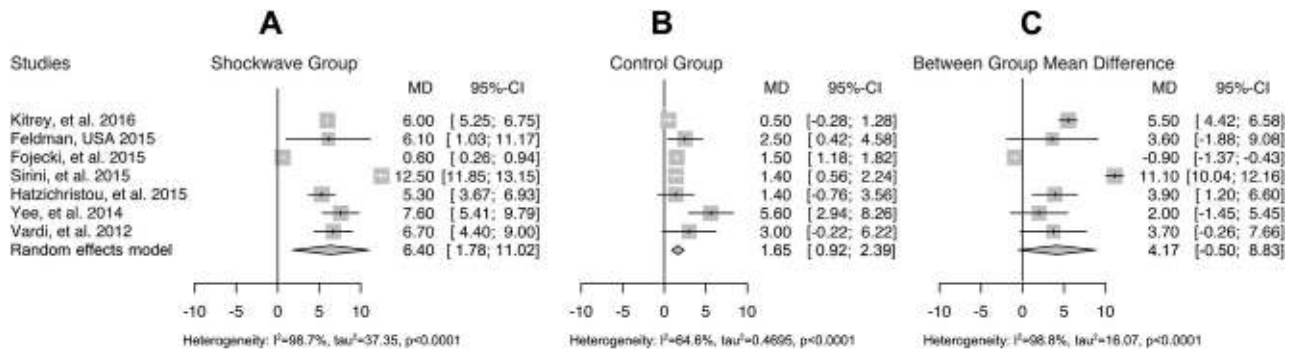 A B C
Studies Shockwave Group Control Group Between Group Mean Difference
MD 95%-CI MD 95%-CI MD 95%-CI
Kitrey, et al. 2016 6.00 [ 5.25; 6.75] 0.50 [-0.28; 1.28] 5.50 [ 4.42; 6.58]
Feldman, USA 2015 6.10 [ 1.03; 11.17] 2.50 [ 0.42; 4.58] 3.60 [-1.88; 9.08]
Fojecki, et al. 2015 0.60 [ 0.26; 0.94] 1.50 [ 1.18; 1.82] -0.90 [-1.37; -0.43]
Sirini, et al. 2015 12.50 [11.85; 13.15] 1.40 [ 0.56; 2.24] 11.10 [10.04; 12.16]
Hatzichristou, et al. 2015 5.30 [ 3.67; 6.93] 1.40 [-0.76; 3.56] 3.90 [ 1.20; 6.60]
Yee, et al. 2014 7.60 [ 5.41; 9.79] 5.60 [ 2.94; 8.26] 2.00 [-1.45; 5.45]
Vardi, et al. 2012 6.70 [ 4.40; 9.00] 3.00 [-0.22; 6.22] 3.70 [-0.26; 7.66]
Random effects model 6.40 [ 1.78; 11.02] 1.65 [ 0.92; 2.39] 4.17 [-0.50; 8.83]
-10 -5 0 5 10 -10 -5 0 5 10 -10 -5 0 5 10
Heterogeneity: I²=98.7%, tau²=37.35, p<0.0001 Heterogeneity: I²=64.6%, tau²=0.4695, p<0.0001 Heterogeneity: I²=98.8%, tau²=16.07, p<0.0001